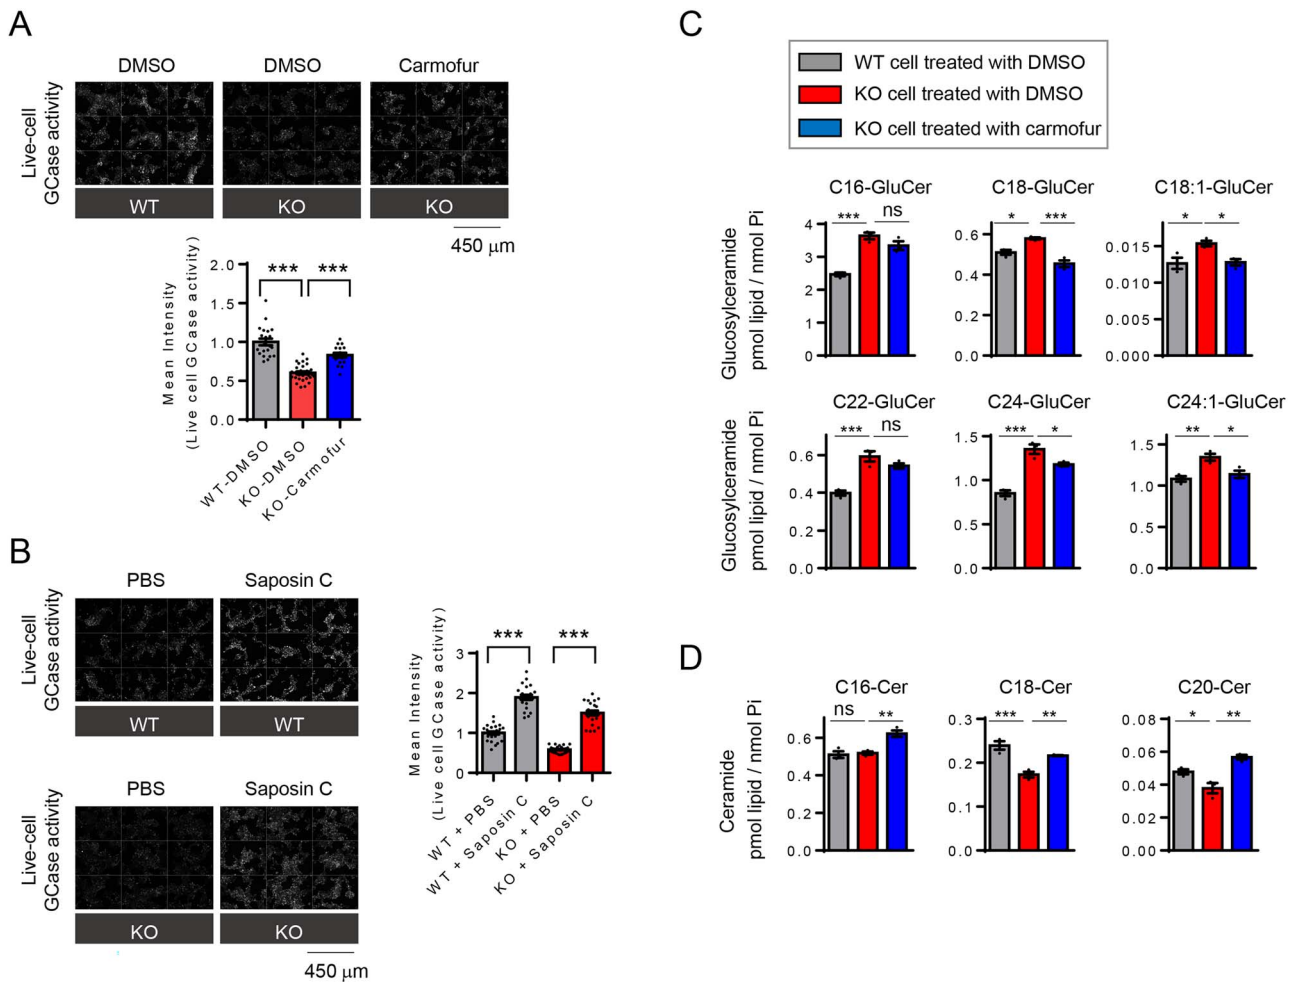 A
DMSO
DMSO
Carmofur
Live-cell
GCase activity
WT
KO
KO
450 μm
Mean Intensity
(Live cell GCase activity)
2.0
1.5
1.0
0.5
0.0
***
***
WT-DMSO
KO-DMSO
KO-Carmofur
B
PBS
Saposin C
Live-cell
GCase activity
WT
WT
PBS
Saposin C
Live-cell
GCase activity
KO
KO
450 μm
Mean Intensity
(Live cell GCase activity)
3
2
1
0
***
***
WT + PBS
WT + Saposin C
KO + PBS
KO + Saposin C
C
WT cell treated with DMSO
KO cell treated with DMSO
KO cell treated with carmofur
Glucosylceramide
pmol lipid / nmol Pi
C16-GluCer
*** ns
4
3
2
1
0
C18-GluCer
* ***
0.6
0.4
0.2
0.0
C18:1-GluCer
* *
0.015
0.010
0.005
0.000
Glucosylceramide
pmol lipid / nmol Pi
C22-GluCer
*** ns
0.6
0.4
0.2
0.0
C24-GluCer
*** *
1.5
1.0
0.5
0.0
C24:1-GluCer
** *
1.5
1.0
0.5
0.0
D
Ceramide
pmol lipid / nmol Pi
C16-Cer
ns **
0.6
0.4
0.2
0.0
C18-Cer
*** **
0.3
0.2
0.1
0.0
C20-Cer
* **
0.08
0.06
0.04
0.02
0.00